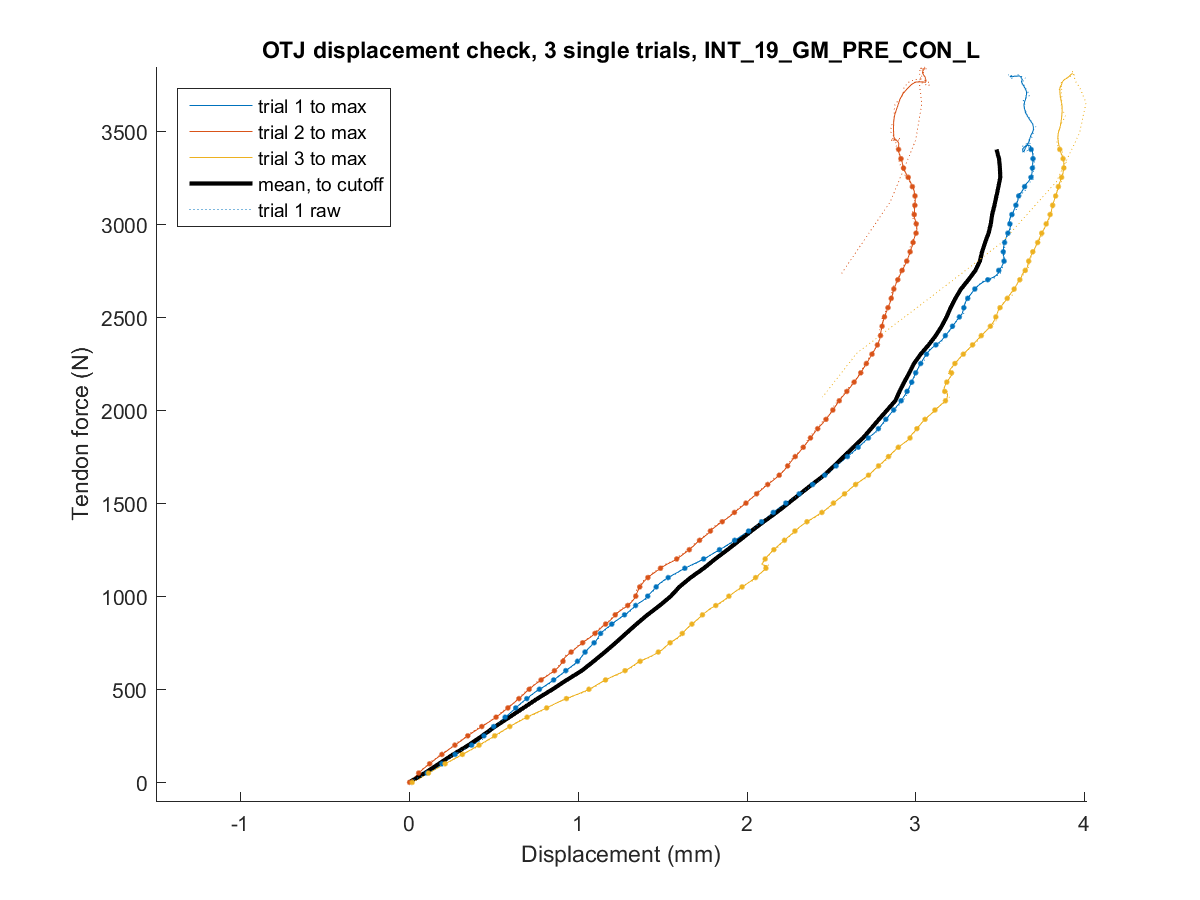 OTJ displacement check, 3 single trials, INT_19_GM_PRE_CON_L
trial 1 to max
trial 2 to max
trial 3 to max
mean, to cutoff
trial 1 raw
Tendon force (N)
3500
3000
2500
2000
1500
1000
500
0
-1
0
1
2
3
4
Displacement (mm)